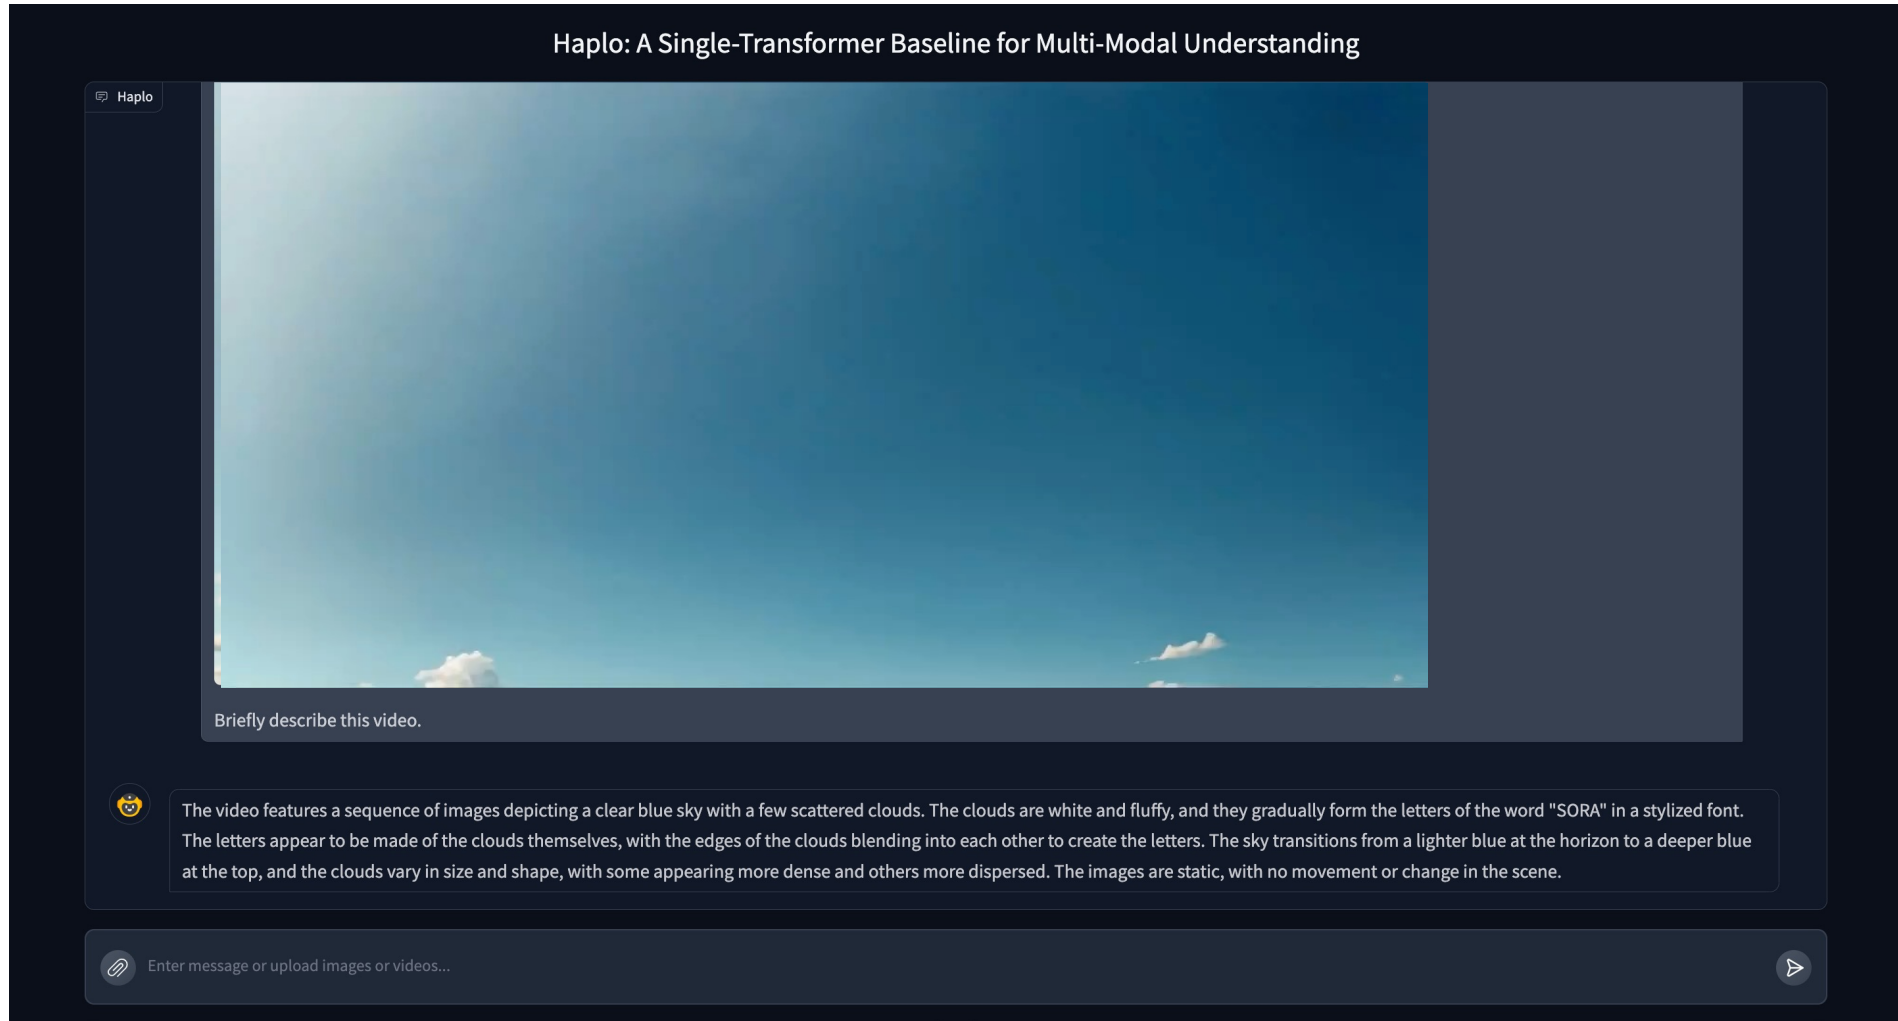 Haplo: A Single-Transformer Baseline for Multi-Modal Understanding
Haplo
Briefly describe this video.
The video features a sequence of images depicting a clear blue sky with a few scattered clouds. The clouds are white and fluffy, and they gradually form the letters of the word "SORA" in a stylized font.
The letters appear to be made of the clouds themselves, with the edges of the clouds blending into each other to create the letters. The sky transitions from a lighter blue at the horizon to a deeper blue
at the top, and the clouds vary in size and shape, with some appearing more dense and others more dispersed. The images are static, with no movement or change in the scene.
Enter message or upload images or videos...